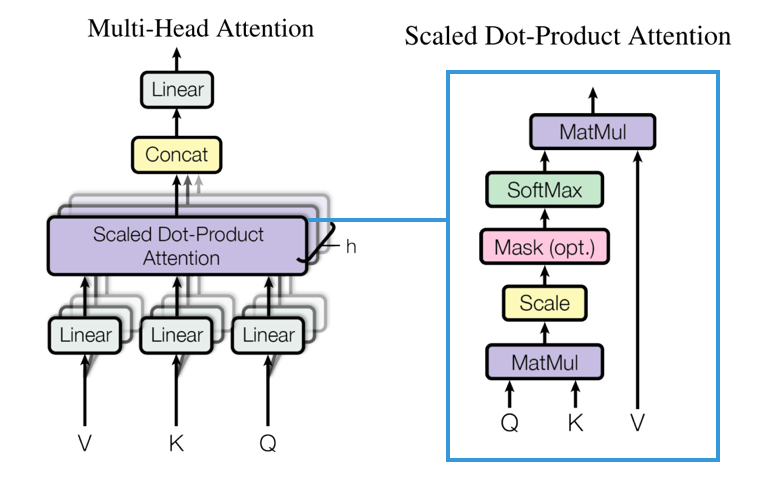 Multi-Head Attention
Linear
Concat
Scaled Dot-Product
Attention
h
Linear Linear Linear
V K Q
Scaled Dot-Product Attention
MatMul
SoftMax
Mask (opt.)
Scale
MatMul
Q K V